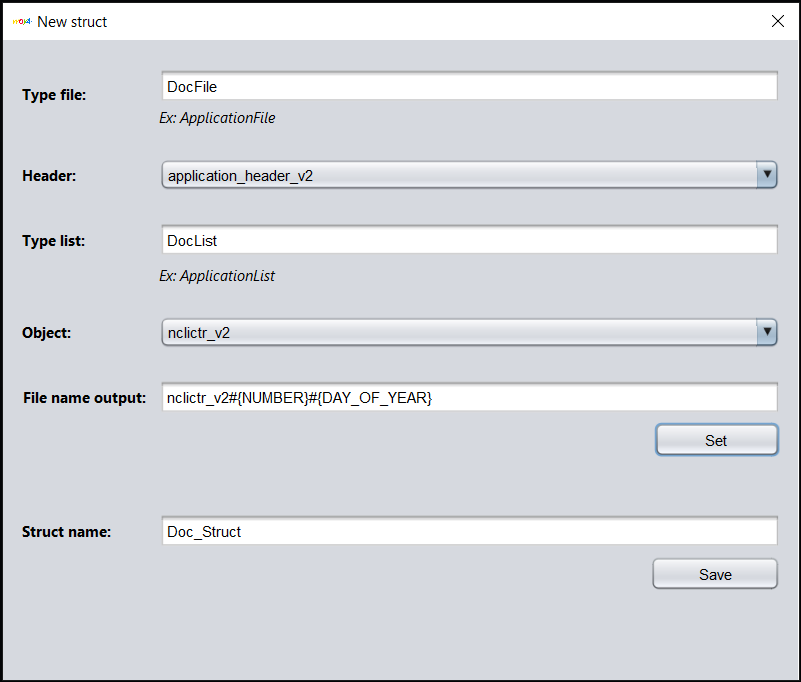 New struct
Type file: DocFile
Ex: ApplicationFile
Header: application_header_v2
Type list: DocList
Ex: ApplicationList
Object: nclictr_v2
File name output: nclictr_v2#{NUMBER}#{DAY_OF_YEAR}
Set
Struct name: Doc_Struct
Save